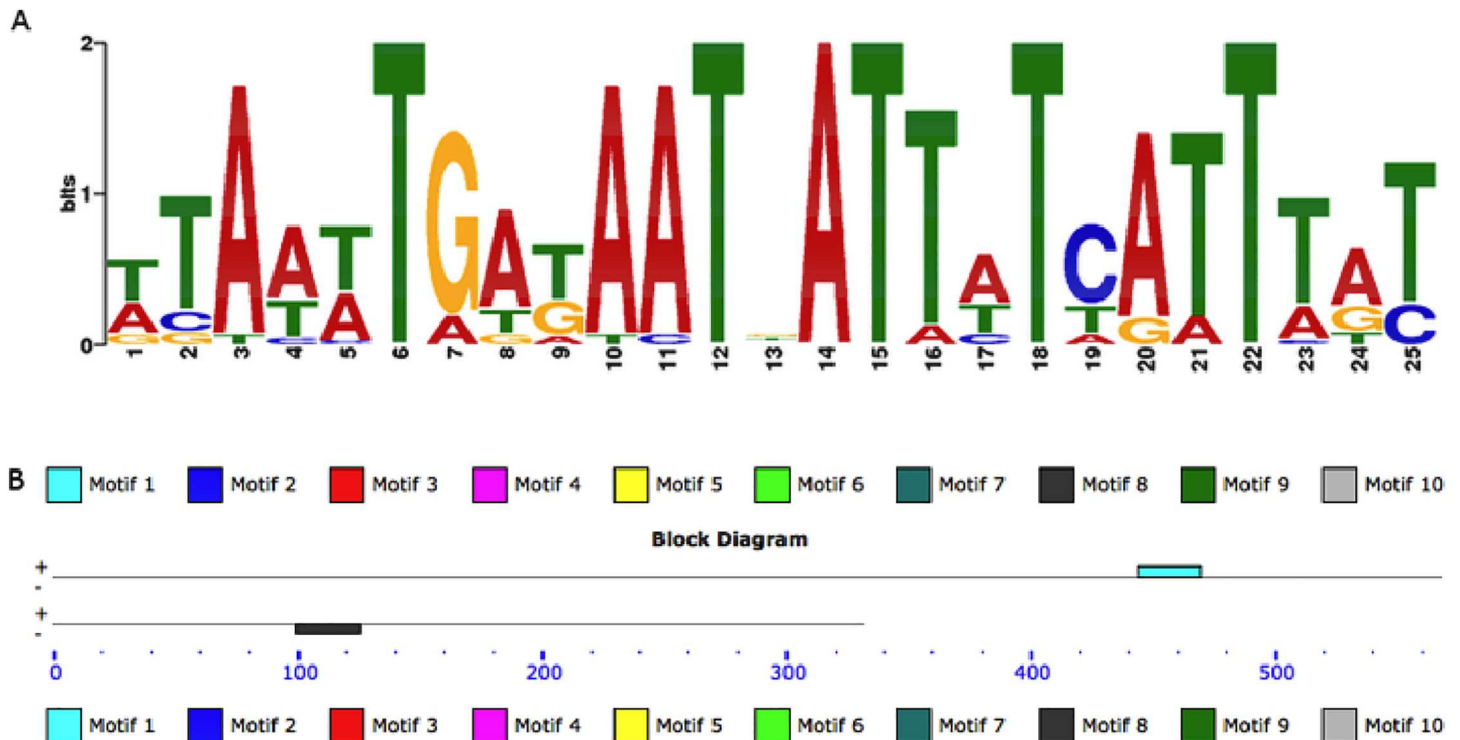 A
2
1
0
bits
T T A A T T G A T A A T A T T A T C A T T T A T
A C T A A T G T A T C A G A A G C
G G C C G A A G T
1 2 3 4 5 6 7 8 9 10 11 12 13 14 15 16 17 18 19 20 21 22 23 24 25
B
Motif 1 Motif 2 Motif 3 Motif 4 Motif 5 Motif 6 Motif 7 Motif 8 Motif 9 Motif 10
Block Diagram
+
-
+
-
0 100 200 300 400 500
Motif 1 Motif 2 Motif 3 Motif 4 Motif 5 Motif 6 Motif 7 Motif 8 Motif 9 Motif 10